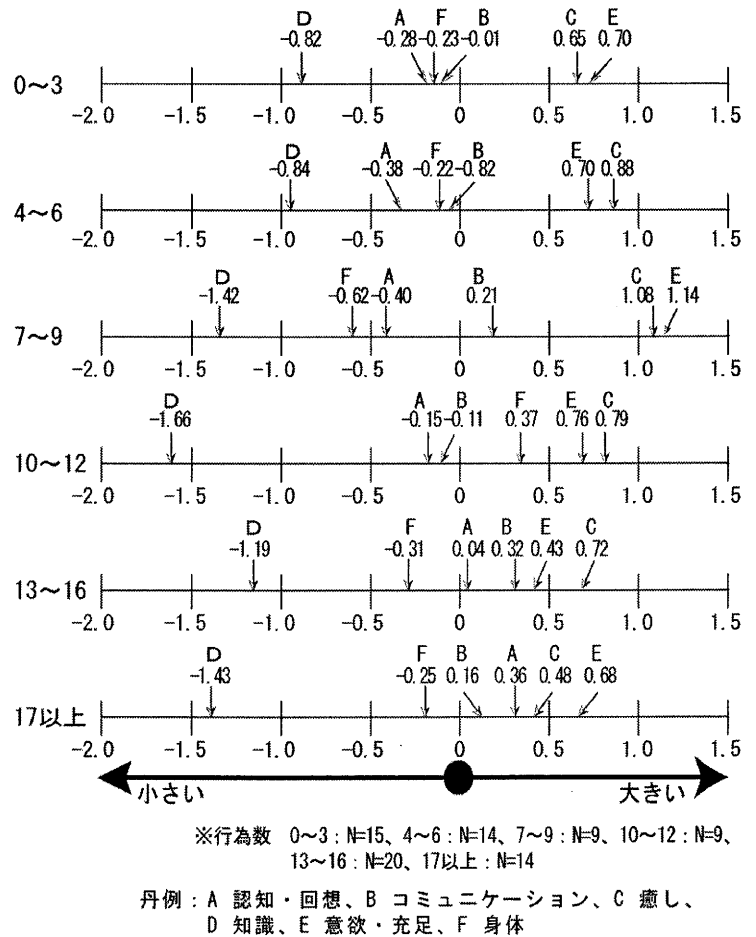 D A F B C E
-0.82 -0.28 -0.23 -0.01 0.65 0.70
0～3
-2.0 -1.5 -1.0 -0.5 0 0.5 1.0 1.5
D A F B E C
-0.84 -0.38 -0.22 -0.82 0.70 0.88
4～6
-2.0 -1.5 -1.0 -0.5 0 0.5 1.0 1.5
D F A B C E
-1.42 -0.62 -0.40 0.21 1.08 1.14
7～9
-2.0 -1.5 -1.0 -0.5 0 0.5 1.0 1.5
D A B F E C
-1.66 -0.15 -0.11 0.37 0.76 0.79
10～12
-2.0 -1.5 -1.0 -0.5 0 0.5 1.0 1.5
D F A B E C
-1.19 -0.31 0.04 0.32 0.43 0.72
13～16
-2.0 -1.5 -1.0 -0.5 0 0.5 1.0 1.5
D F B A C E
-1.43 -0.25 0.16 0.36 0.48 0.68
17以上
-2.0 -1.5 -1.0 -0.5 0 0.5 1.0 1.5
小さい 大きい
※行為数 0～3：N=15、4～6：N=14、7～9：N=9、10～12：N=9、
13～16：N=20、17以上：N=14
丹例：A 認知・回想、B コミュニケーション、C 癒し、
D 知識、E 意欲・充足、F 身体